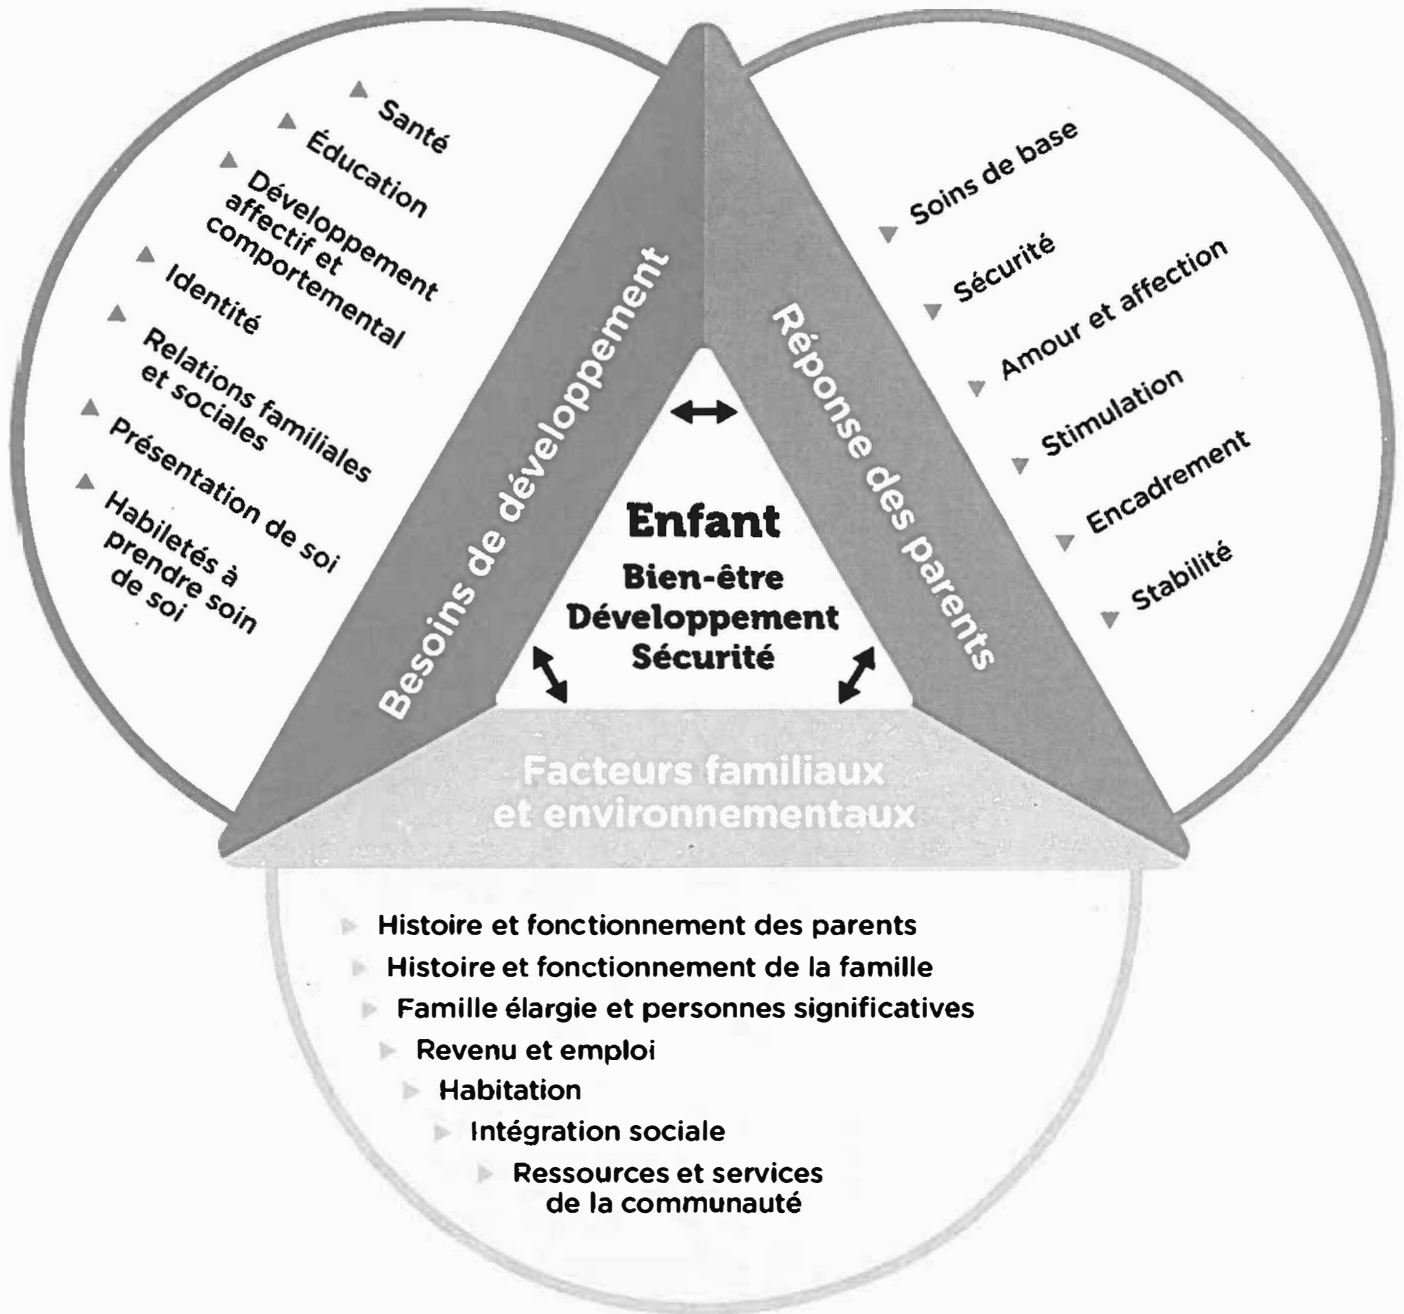 Santé
Éducation
Développement
affectif et
comportemental
Identité
Relations familiales
et sociales
Présentation de soi
Habiletés à
prendre soin
de soi
Besoins de développement
Réponse des parents
Soins de base
Sécurité
Amour et affection
Stimulation
Encadrement
Stabilité
Enfant
Bien-être
Développement
Sécurité
Facteurs familiaux
et environnementaux
Histoire et fonctionnement des parents
Histoire et fonctionnement de la famille
Famille élargie et personnes significatives
Revenu et emploi
Habitation
Intégration sociale
Ressources et services
de la communauté